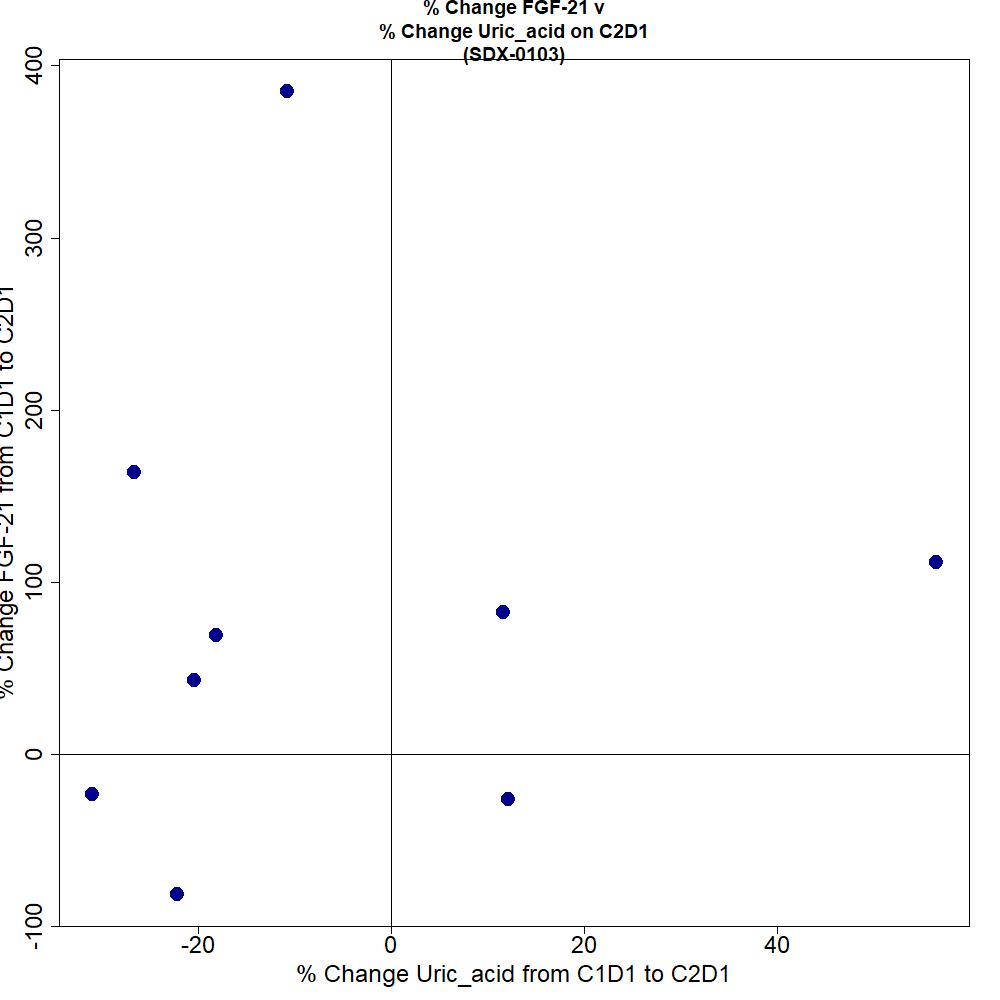 % Change FGF-21 v
% Change Uric_acid on C2D1
(SDX-0103)
% Change FGF-21 from C1D1 to C2D1
400
300
200
100
0
-100
-20
0
20
40
% Change Uric_acid from C1D1 to C2D1